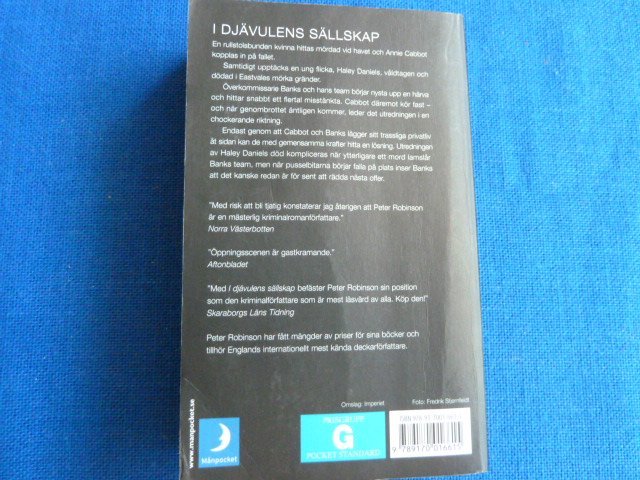 I DJÄVULENS SÄLLSKAP
En rullstolsbunden kvinna hittas mördad vid havet och Annie Cabbot
kopplas in på fallet.
Samtidigt upptäcks en ung flicka, Haley Daniels, våldtagen och
dödad i Eastvales mörka gränder.
Överkommissarie Banks och hans team börjar nysta upp en härva
och hittar snabbt ett flertal misstänkta. Cabbot däremot kör fast –
och när genombrottet äntligen kommer, leder det utredningen i en
chockerande riktning.
Endast genom att Cabbot och Banks lägger sitt trassliga privatliv
åt sidan kan de med gemensamma krafter hitta en lösning. Utredningen
av Haley Daniels död kompliceras när ytterligare ett mord lamslår
Banks team, men när pusselbitarna börjar falla på plats inser Banks
att det kanske redan är för sent att rädda nästa offer.
"Med risk att bli tjatig konstaterar jag återigen att Peter Robinson
är en mästerlig kriminalromanförfattare."
Norra Västerbotten
"Öppningsscenen är gastkramande."
Aftonbladet
"Med I djävulens sällskap befäster Peter Robinson sin position
som den kriminalförfattare som är mest läsvärd av alla. Köp den!"
Skaraborgs Läns Tidning
Peter Robinson har fått mängder av priser för sina böcker och
tillhör Englands internationellt mest kända deckarförfattare.
Omslag: Imperiet
Foto: Fredrik Stjernfeldt
www.manpocket.se
Månpocket
G
POCKET STANDARD